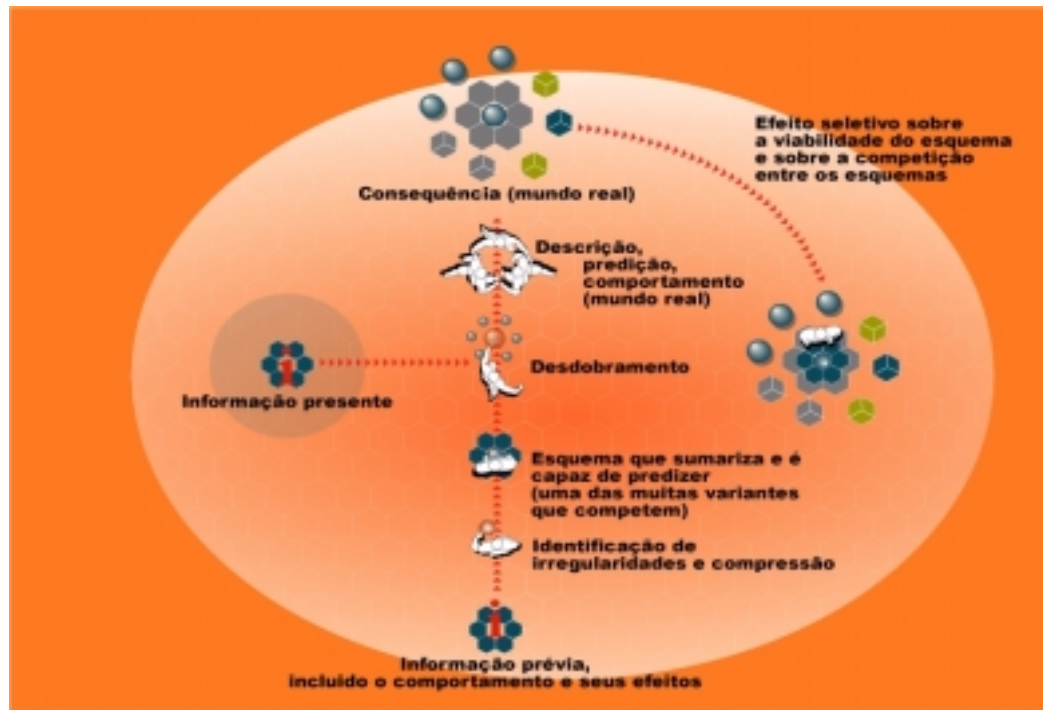 Efeito seletivo sobre
a viabilidade do esquema
e sobre a competição
entre os esquemas
Consequência (mundo real)
Descrição,
predição,
comportamento
(mundo real)
Desdobramento
Informação presente
Esquema que sumariza e é
capaz de predizer
(uma das muitas variantes
que competem)
Identificação de
irregularidades e compressão
Informação prévia,
incluido o comportamento e seus efeitos